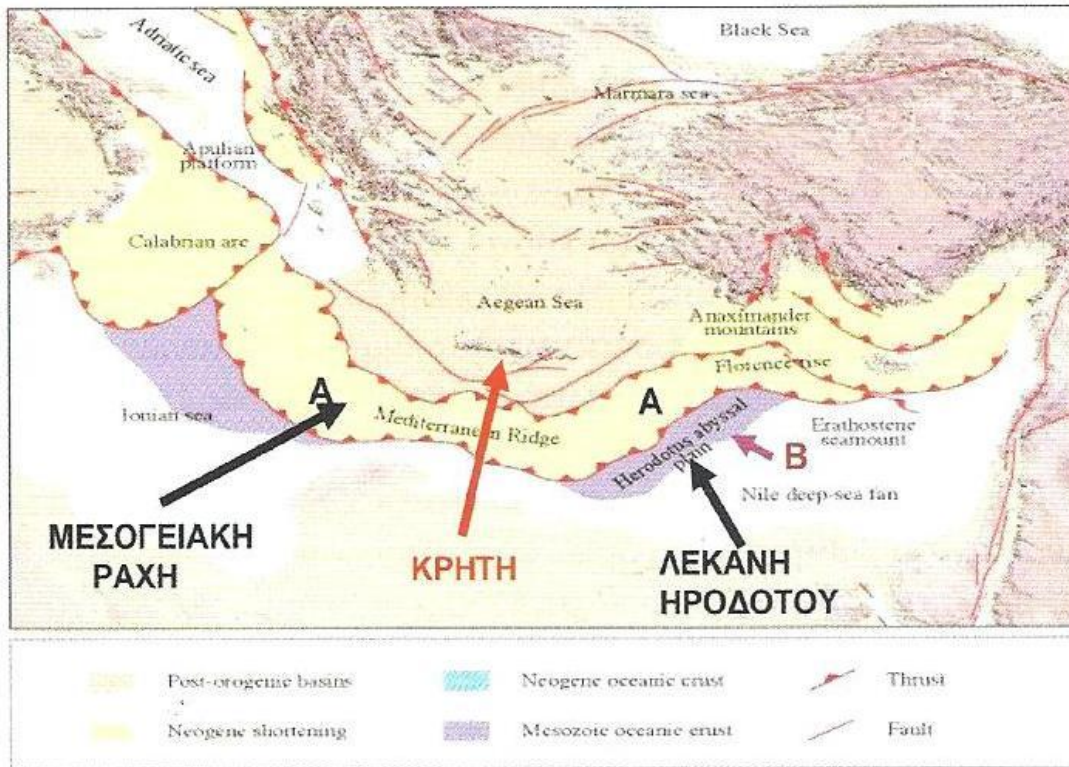 Black Sea
Adriatic sea
Marmara sea
Apulian
platform
Calabrian arc
Aegean Sea
Anaximander
mountains
Florence rise
A
A
Ionian sea
Mediterranean Ridge
Herodotus abyssal
plain
Erathostene
seamount
B
Nile deep-sea fan
ΜΕΣΟΓΕΙΑΚΗ
ΡΑΧΗ
ΚΡΗΤΗ
ΛΕΚΑΝΗ
ΗΡΟΔΟΤΟΥ
Post-orogenic basins
Neogene oceanic crust
Thrust
Neogene shortening
Mesozoic oceanic crust
Fault